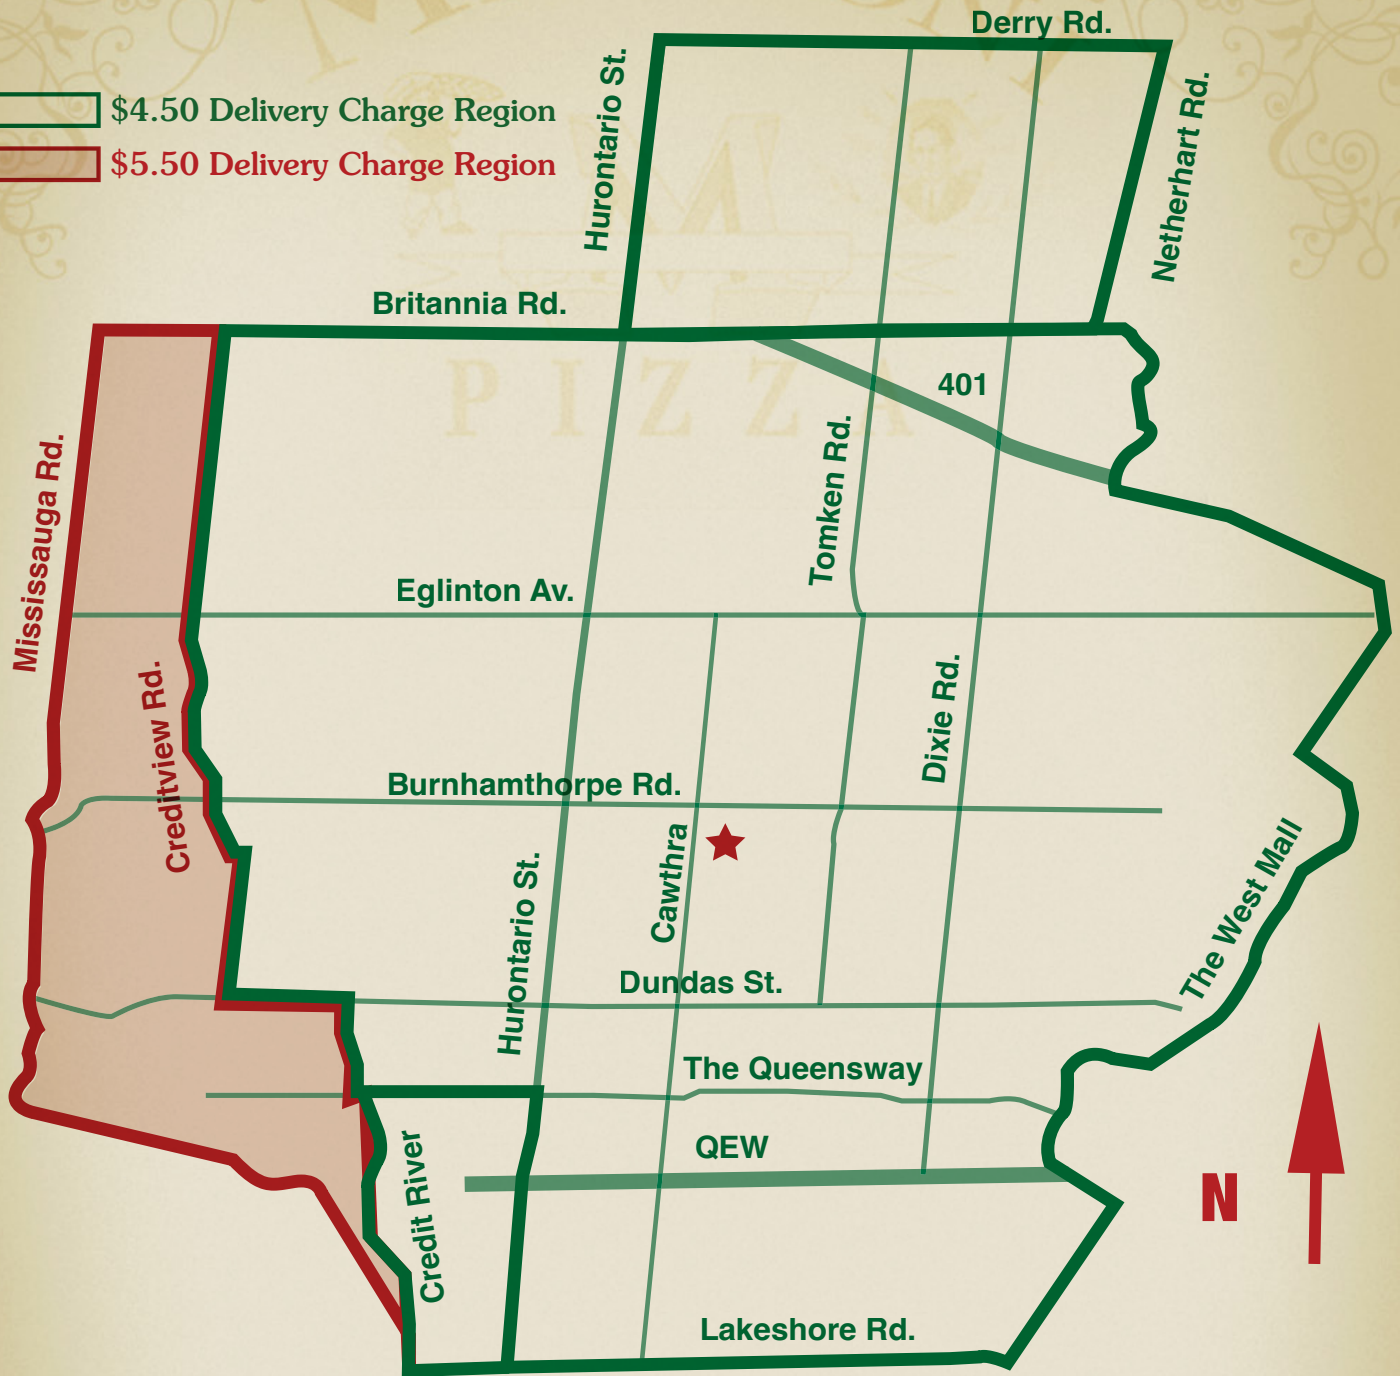 Derry Rd.
$4.50 Delivery Charge Region
$5.50 Delivery Charge Region
Hurontario St.
Netherhart Rd.
Britannia Rd.
PIZZA
401
Mississauga Rd.
Tomken Rd.
Eglinton Av.
Creditview Rd.
Dixie Rd.
Burnhamthorpe Rd.
Cawthra
Hurontario St.
The West Mall
Dundas St.
The Queensway
QEW
Credit River
N
Lakeshore Rd.